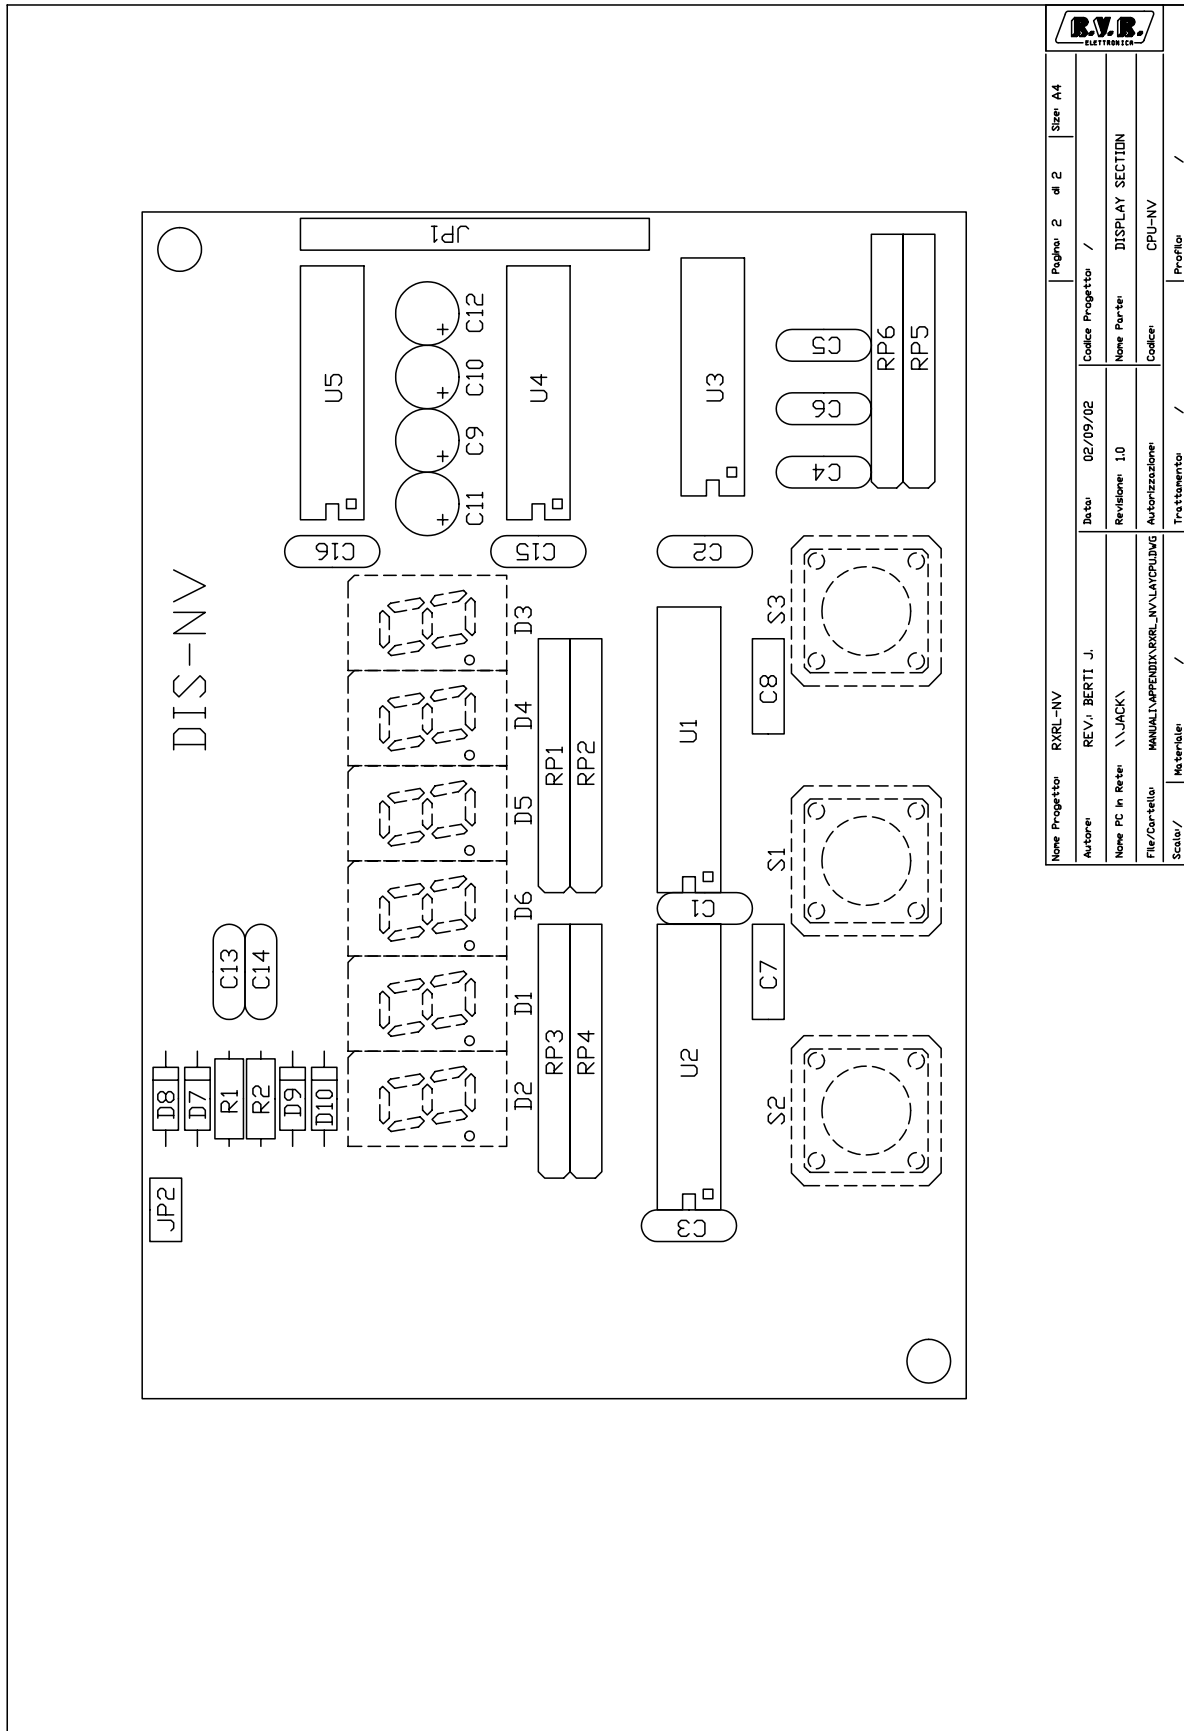 R.V.R.
ELETTRONICA
Nome Progetto: RXRL-NV
Pagina: 2 di 2
Size: A4
Autore: REV.: BERTI J.
Data: 02/09/02
Codice Progetto: /
Nome PC in Rete: \\JACK\
Revisione: 1.0
Nome Parte: DISPLAY SECTION
File/Cartella: MANUALI\APPENDIX\RXRL_NV\LAYCPU.DWG
Autorizzazione:
Codice: CPU-NV
Scala: /
Materiale: /
Trattamento: /
Profilo: /
DIS-NV
JP1
U5
C12
C10
C9
C11
U4
U3
C5
C6
C4
RP6
RP5
C16
C15
C2
D3
D4
D5
D6
D1
D2
RP1
RP2
RP3
RP4
U1
U2
C8
C1
C7
C3
S3
S1
S2
C13
C14
D8
D7
R1
R2
D9
D10
JP2